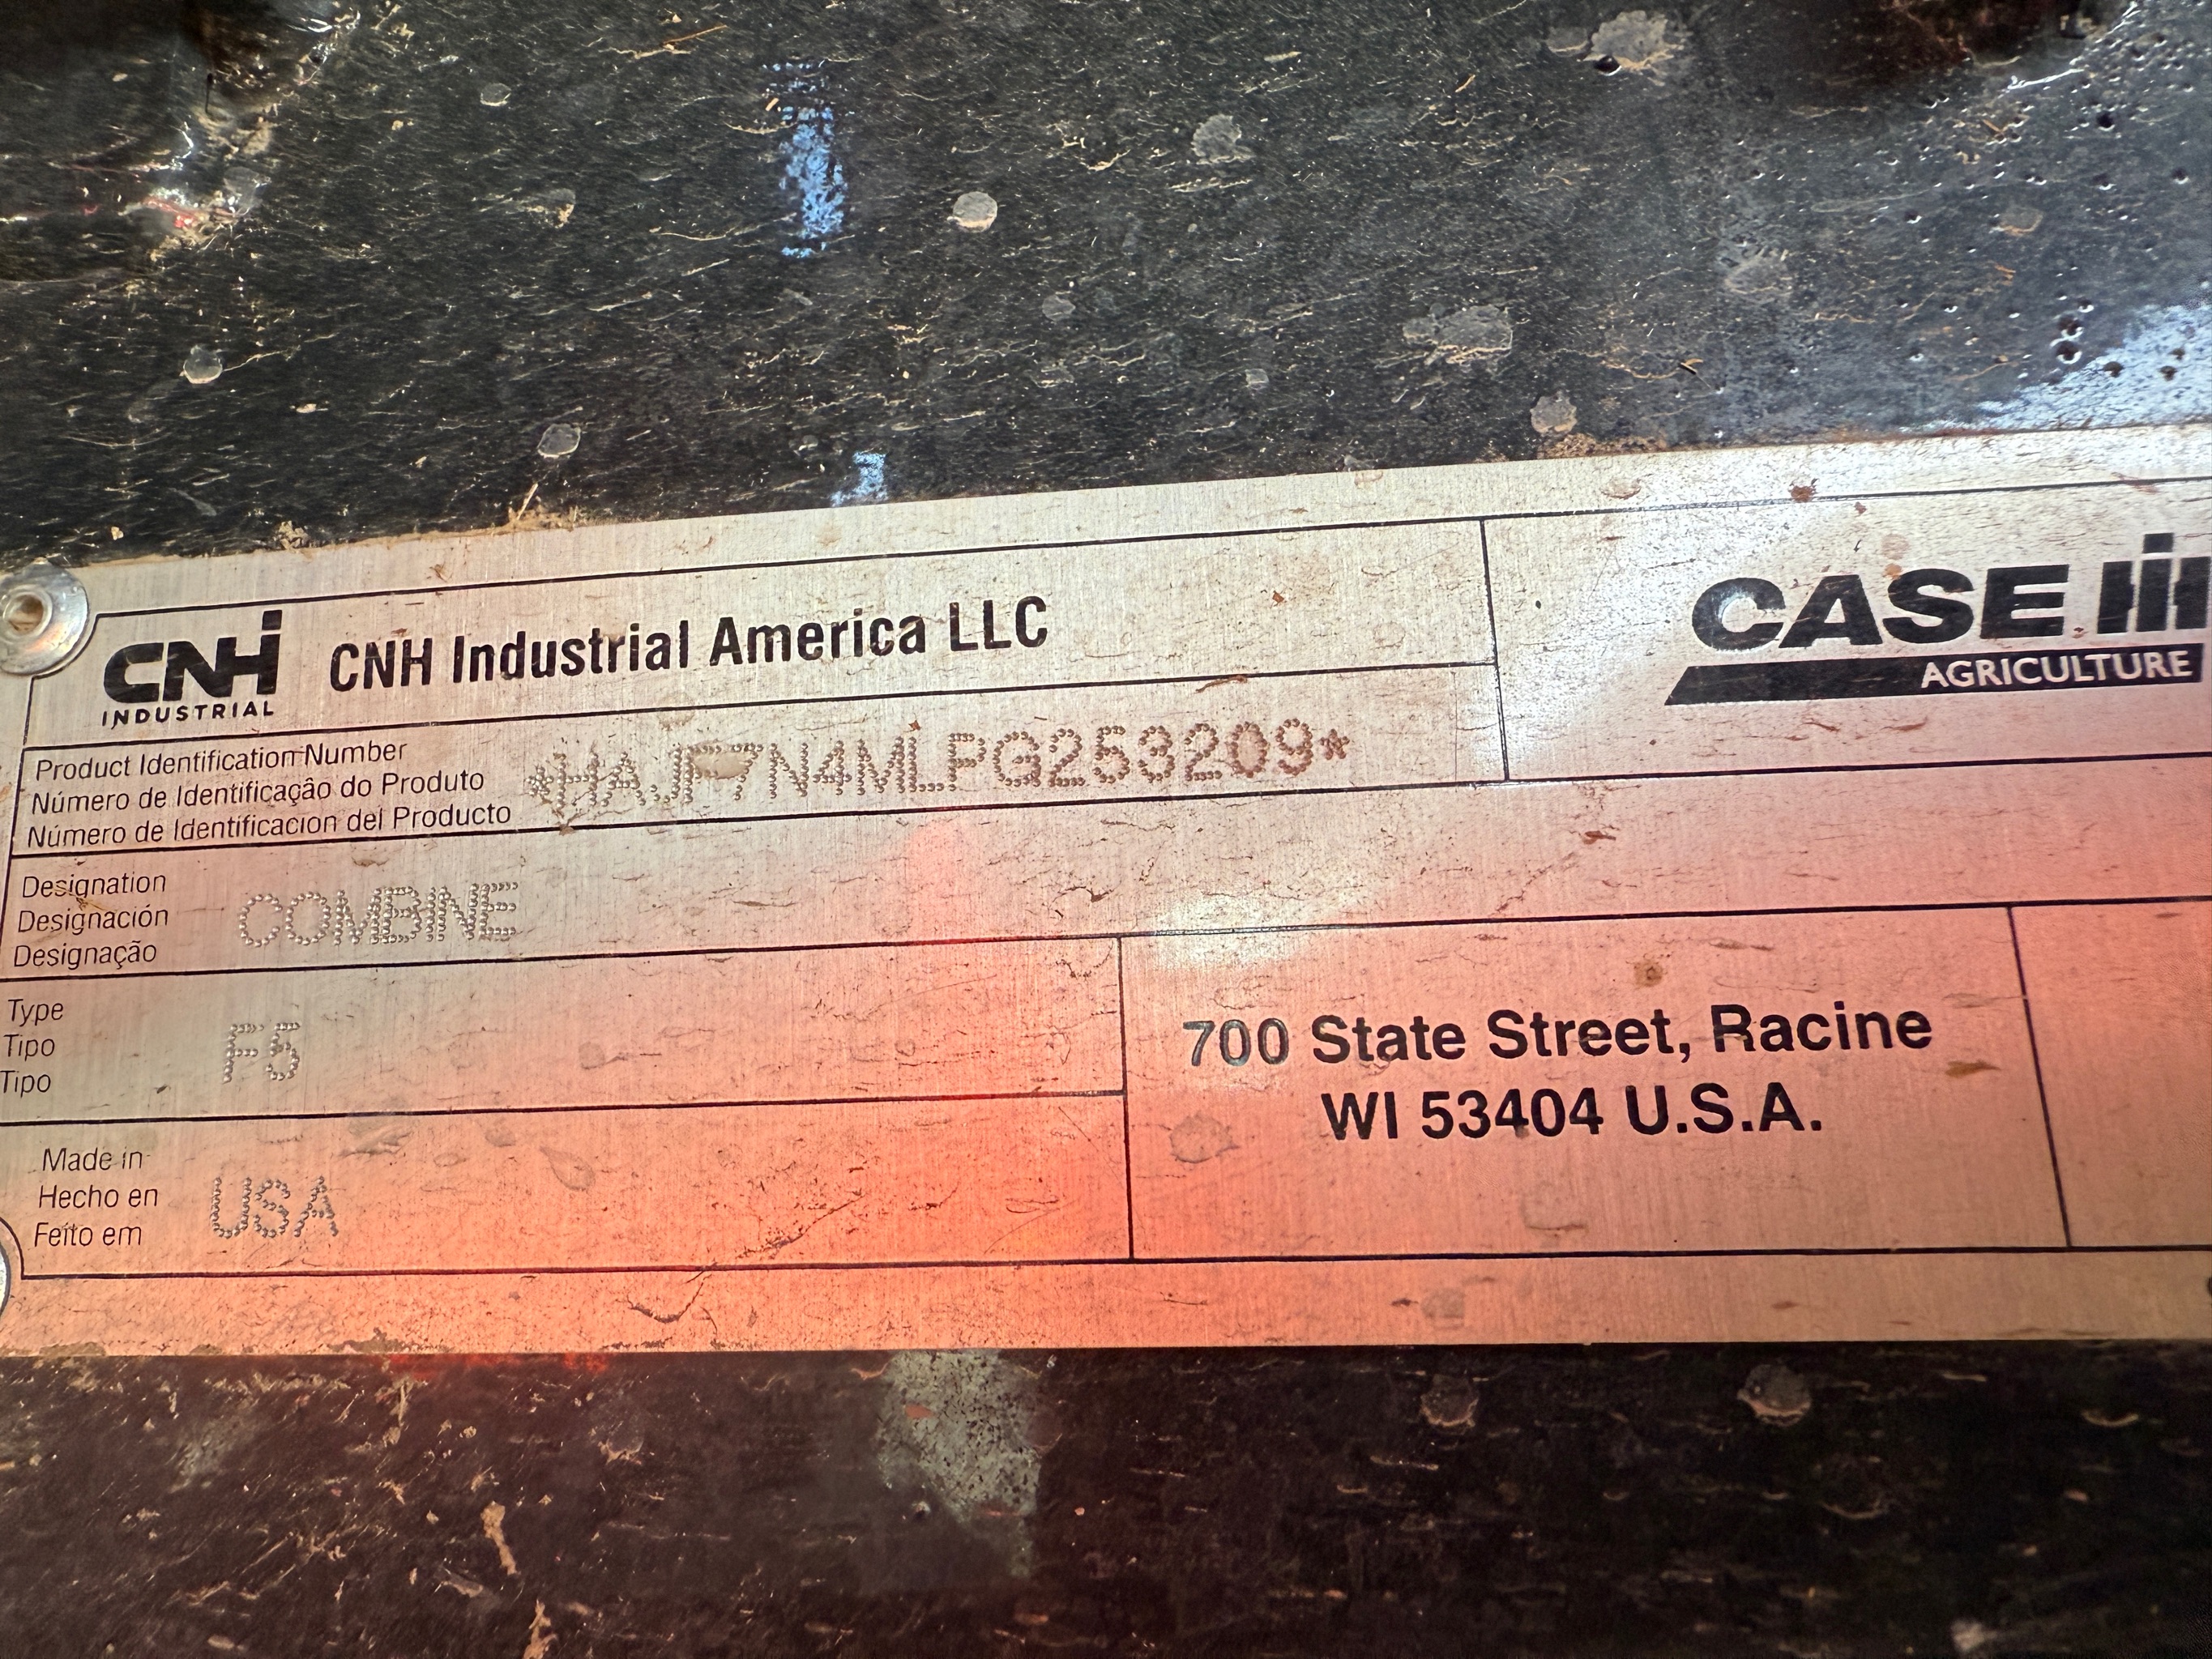 CNH INDUSTRIAL
CNH Industrial America LLC
CASE IH
AGRICULTURE
Product Identification Number
Número de Identificação do Produto
Número de Identificacion del Producto
Designation
Designación
Designação
COMBINE
Type
Tipo
Tipo
F5
Made in
Hecho en
Feito em
USA
700 State Street, Racine
WI 53404 U.S.A.